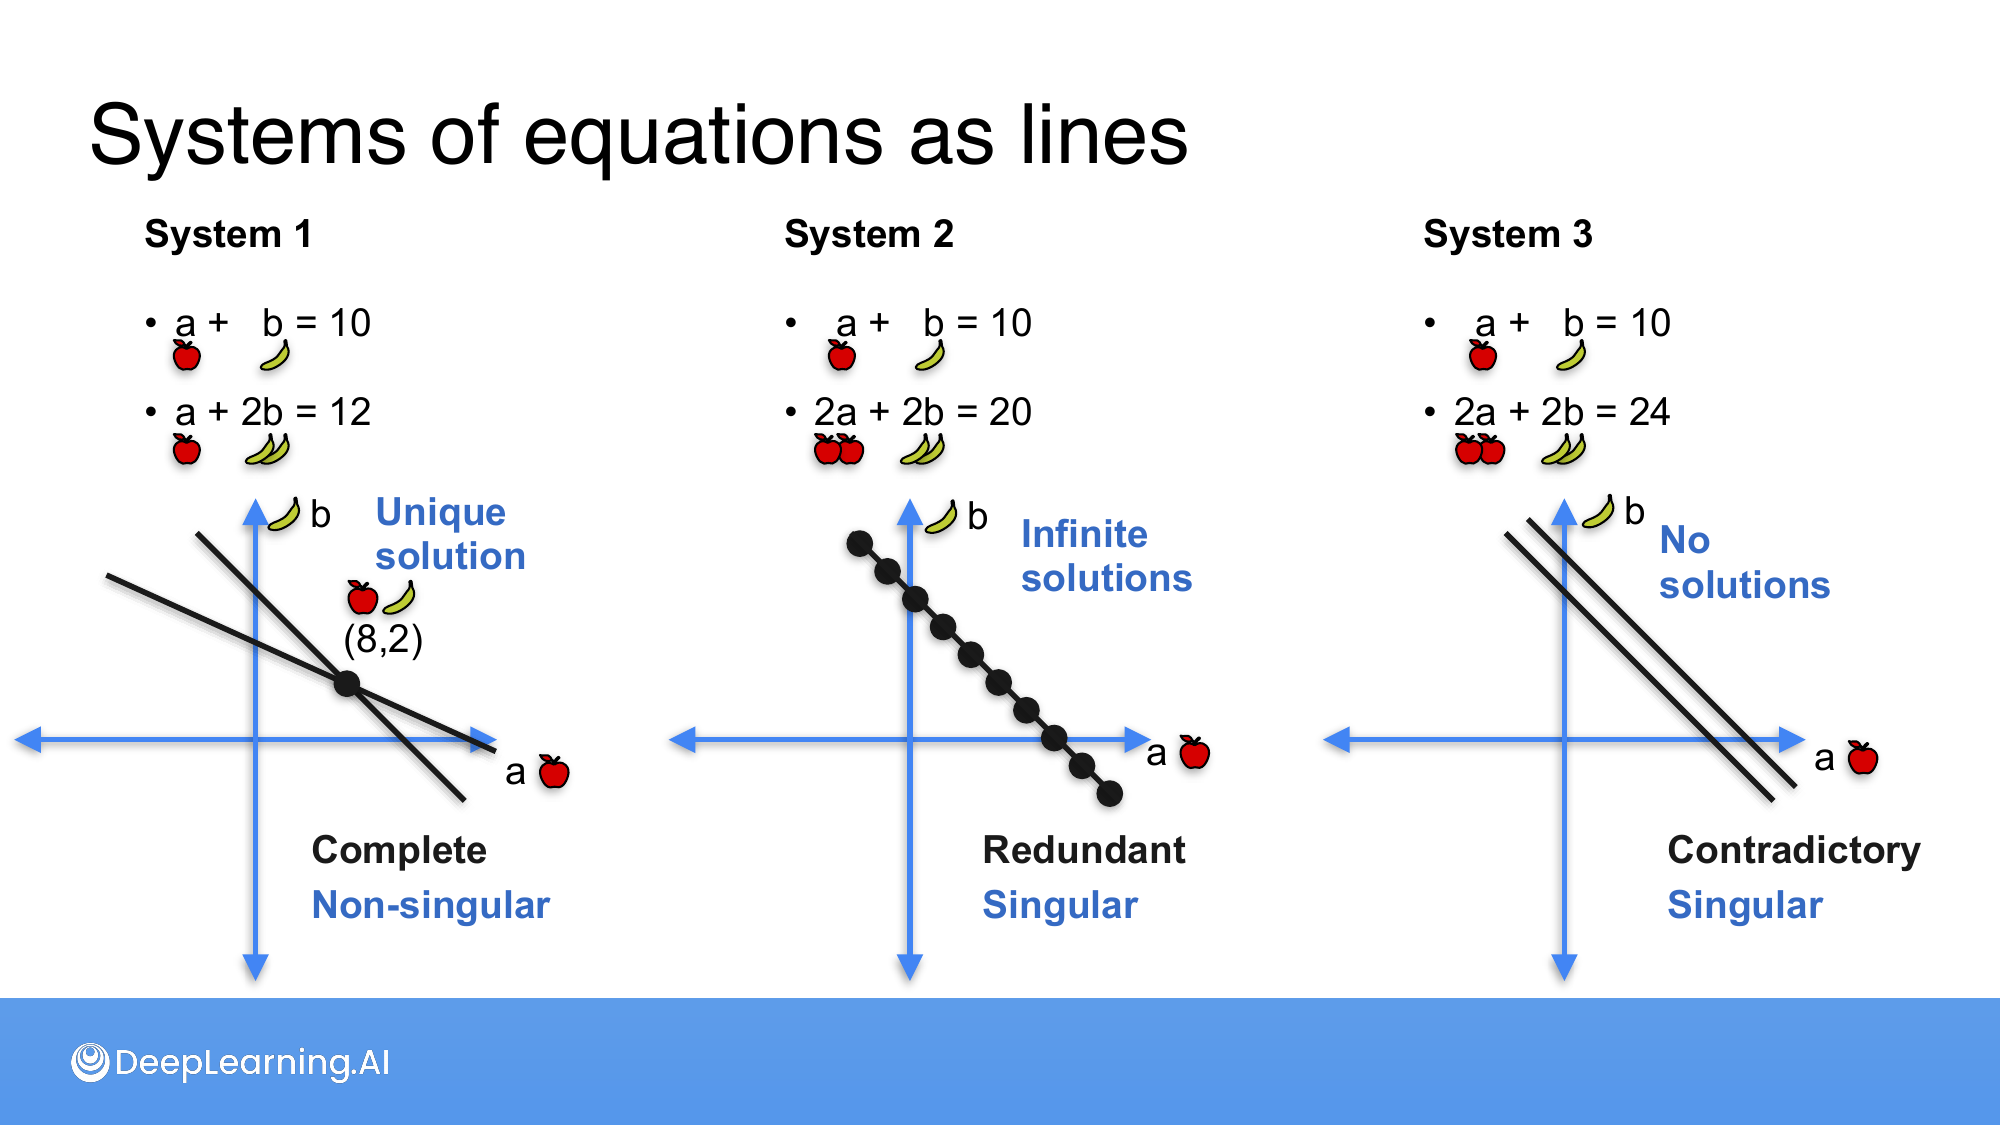 Systems of equations as lines
System 1
• a + b = 10
• a + 2b = 12
b
Unique
solution
(8,2)
a
Complete
Non-singular
System 2
• a + b = 10
• 2a + 2b = 20
b
Infinite
solutions
a
Redundant
Singular
System 3
• a + b = 10
• 2a + 2b = 24
b
No
solutions
a
Contradictory
Singular
DeepLearning.AI